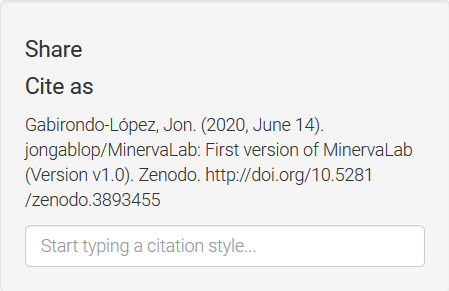 Share
Cite as
Gabirondo-López, Jon. (2020, June 14).
jongablop/MinervaLab: First version of MinervaLab
(Version v1.0). Zenodo. http://doi.org/10.5281
/zenodo.3893455
Start typing a citation style...